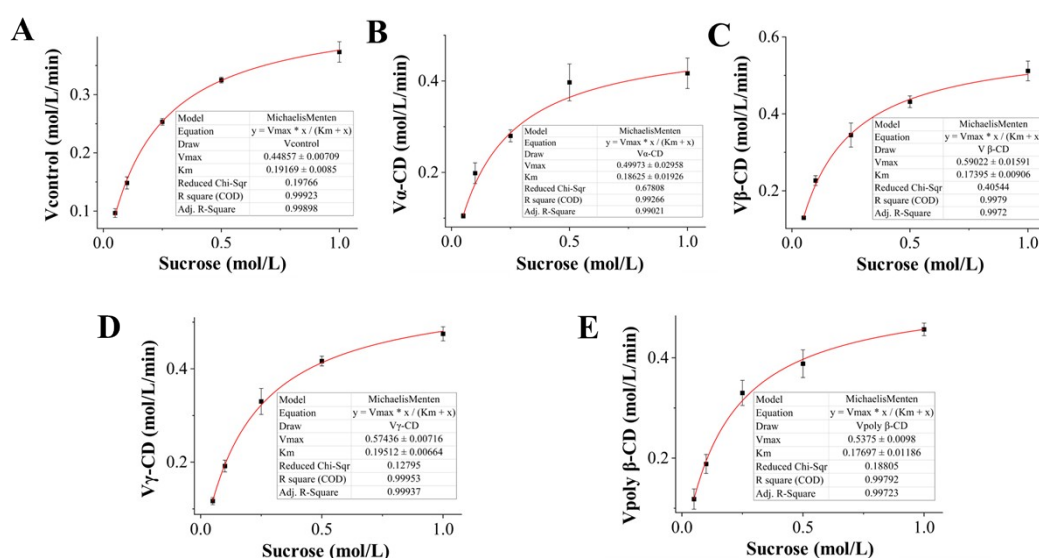 A
Vcontrol (mol/L/min)
0.3
0.2
0.1
0.0
0.5
1.0
Sucrose (mol/L)
Model MichaelisMenten
Equation y = Vmax * x / (Km + x)
Draw Vcontrol
Vmax 0.44857 ± 0.00709
Km 0.19169 ± 0.0085
Reduced Chi-Sqr 0.19766
R square (COD) 0.99923
Adj. R-Square 0.99898
B
Vα-CD (mol/L/min)
0.4
0.2
0.0
0.5
1.0
Sucrose (mol/L)
Model MichaelisMenten
Equation y = Vmax * x / (Km + x)
Draw Vα-CD
Vmax 0.49973 ± 0.02958
Km 0.18625 ± 0.01926
Reduced Chi-Sqr 0.67808
R square (COD) 0.99266
Adj. R-Square 0.99021
C
Vβ-CD (mol/L/min)
0.6
0.4
0.2
0.0
0.5
1.0
Sucrose (mol/L)
Model MichaelisMenten
Equation y = Vmax * x / (Km + x)
Draw V β-CD
Vmax 0.59022 ± 0.01591
Km 0.17395 ± 0.00906
Reduced Chi-Sqr 0.40544
R square (COD) 0.9979
Adj. R-Square 0.9972
D
Vγ-CD (mol/L/min)
0.4
0.2
0.0
0.5
1.0
Sucrose (mol/L)
Model MichaelisMenten
Equation y = Vmax * x / (Km + x)
Draw Vγ-CD
Vmax 0.57436 ± 0.00716
Km 0.19512 ± 0.00664
Reduced Chi-Sqr 0.12795
R square (COD) 0.99953
Adj. R-Square 0.99937
E
Vpoly β-CD (mol/L/min)
0.4
0.2
0.0
0.5
1.0
Sucrose (mol/L)
Model MichaelisMenten
Equation y = Vmax * x / (Km + x)
Draw Vpoly β-CD
Vmax 0.5375 ± 0.0098
Km 0.17697 ± 0.01186
Reduced Chi-Sqr 0.18805
R square (COD) 0.99792
Adj. R-Square 0.99723